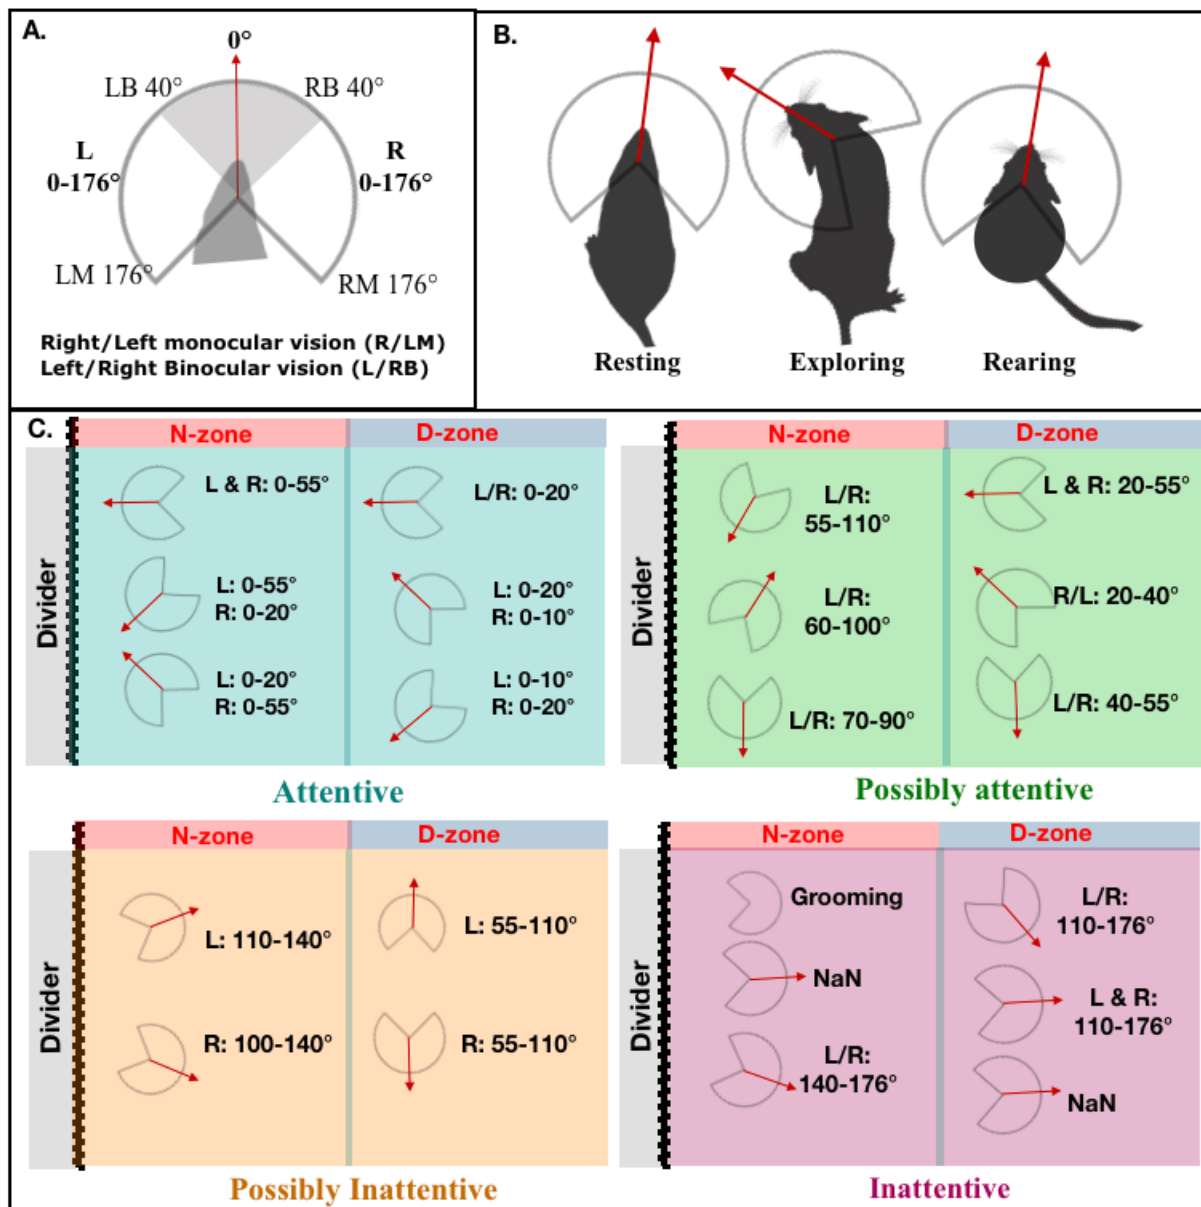 A.
0°
LB 40°
RB 40°
L
0-176°
R
0-176°
LM 176°
RM 176°
Right/Left monocular vision (R/LM)
Left/Right Binocular vision (L/RB)
B.
Resting
Exploring
Rearing
C.
N-zone
D-zone
Divider
L & R: 0-55°
L/R: 0-20°
L: 0-55°
R: 0-20°
L: 0-20°
R: 0-10°
L: 0-20°
R: 0-55°
L: 0-10°
R: 0-20°
Attentive
N-zone
D-zone
Divider
L/R:
55-110°
L & R: 20-55°
L/R:
60-100°
R/L: 20-40°
L/R: 70-90°
L/R: 40-55°
Possibly attentive
N-zone
D-zone
Divider
L: 110-140°
L: 55-110°
R: 100-140°
R: 55-110°
Possibly Inattentive
N-zone
D-zone
Divider
Grooming
L/R:
110-176°
NaN
L & R:
110-176°
L/R:
140-176°
NaN
Inattentive